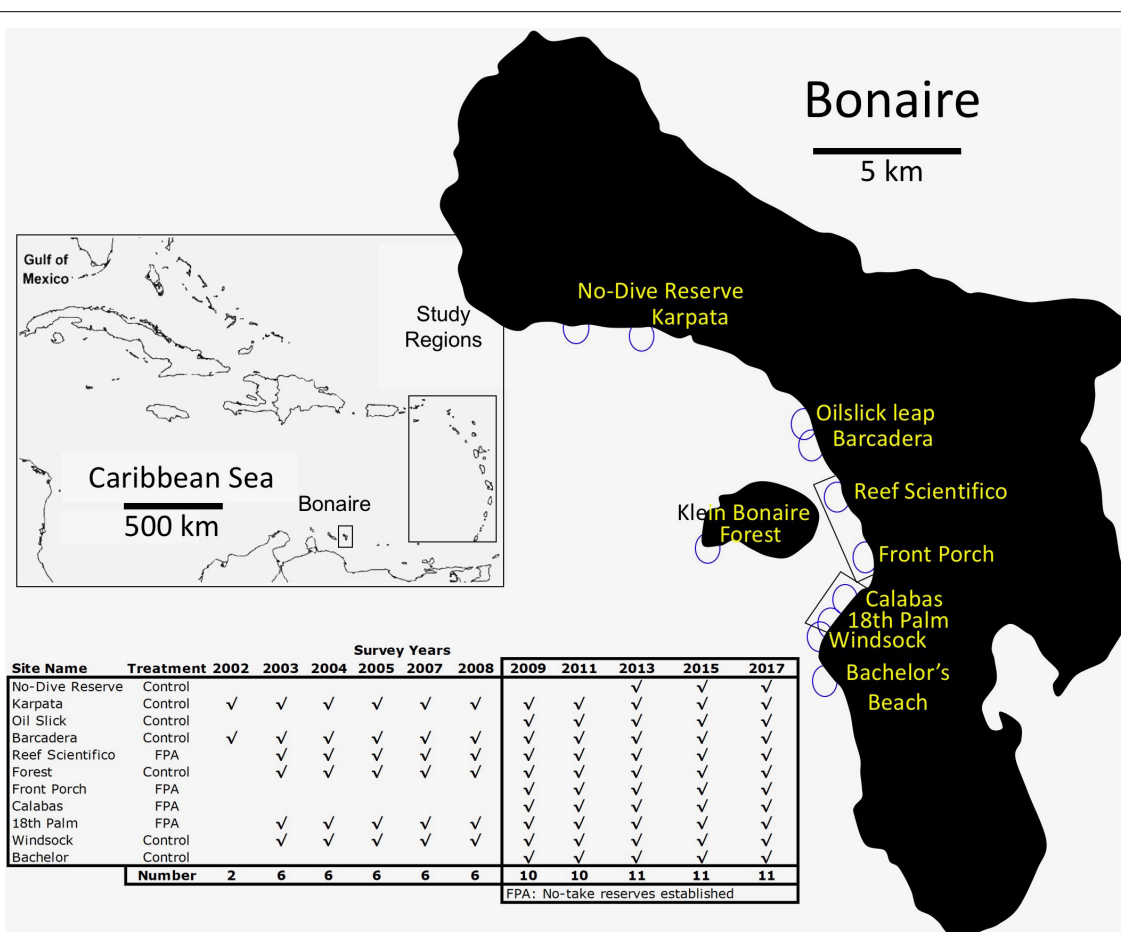 Bonaire
5 km
No-Dive Reserve
Karpata
Gulf of
Mexico
Study
Regions
Oilslick leap
Barcadera
Caribbean Sea
500 km
Bonaire
Reef Scientifico
Klein Bonaire
Forest
Front Porch
Calabas
18th Palm
Windsock
Bachelor's
Beach
Survey Years
Site Name Treatment 2002 2003 2004 2005 2007 2008 2009 2011 2013 2015 2017
No-Dive Reserve Control √ √ √
Karpata Control √ √ √ √ √ √ √ √ √ √ √
Oil Slick Control √ √ √ √ √
Barcadera Control √ √ √ √ √ √ √ √ √ √ √
Reef Scientifico FPA √ √ √ √ √ √ √ √ √ √
Forest Control √ √ √ √ √ √ √ √ √ √
Front Porch FPA √ √ √ √ √
Calabas FPA √ √ √ √ √
18th Palm FPA √ √ √ √ √ √ √ √ √ √
Windsock Control √ √ √ √ √ √ √ √ √ √
Bachelor Control √ √ √ √ √
Number 2 6 6 6 6 6 10 10 11 11 11
FPA: No-take reserves established